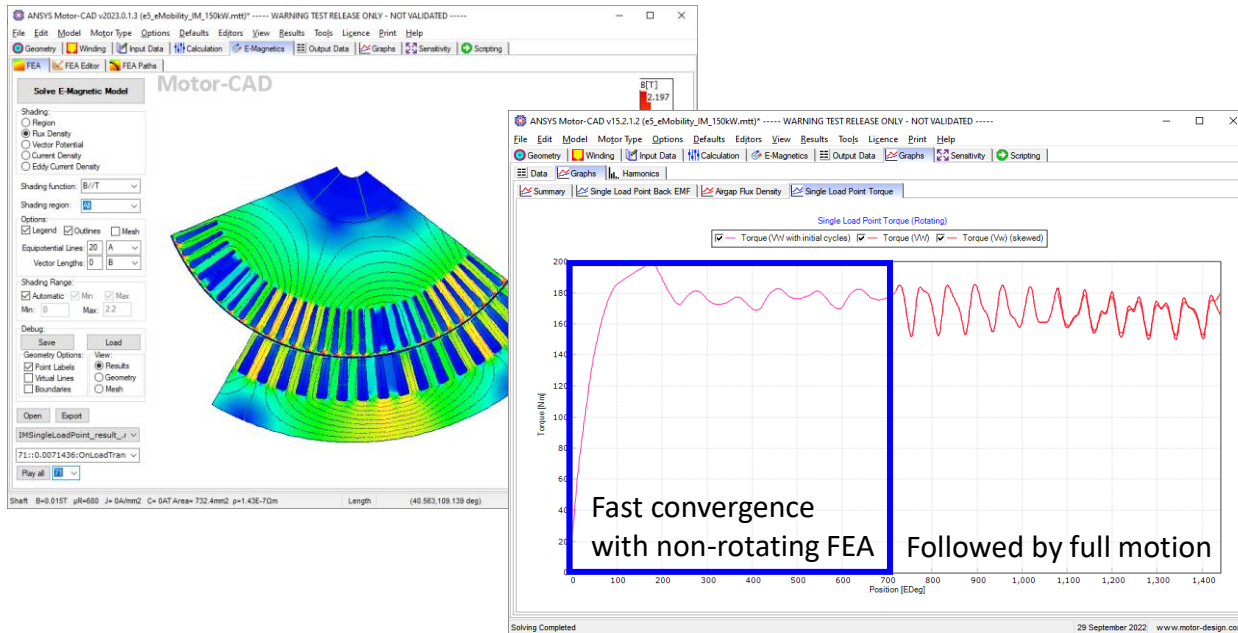 ANSYS Motor-CAD v2023.0.1.3 (e5_eMobility_IM_150kW.mtt)* ----- WARNING TEST RELEASE ONLY - NOT VALIDATED -----
File Edit Model Motor Type Options Defaults Editors View Results Tools Licence Print Help
Geometry Winding Input Data Calculation E-Magnetics Output Data Graphs Sensitivity Scripting
FEA FEA Editor FEA Paths
Solve E-Magnetic Model
Motor-CAD
B[T]
2.197
Shading:
Region
Flux Density
Vector Potential
Current Density
Eddy Current Density
Shading function: B//T
Shading region: All
Options:
Legend Outlines Mesh
Equipotential Lines: 20 A
Vector Lengths: 0 B
Shading Range:
Automatic Min Max
Min: 0 Max: 2.2
Debug:
Save Load
Geometry Options: View:
Point Labels Results
Virtual Lines Geometry
Boundaries Mesh
Open Export
IMSingleLoadPoint_result_.r
71::0.0071436:OnLoadTran
Play all 71
Shaft B=0.015T μR=680 J= 0A/mm2 C= 0AT Area= 732.4mm2 ρ=1.43E-7Ωm Length (40.563,109.139 deg)
ANSYS Motor-CAD v15.2.1.2 (e5_eMobility_IM_150kW.mtt)* ----- WARNING TEST RELEASE ONLY - NOT VALIDATED -----
File Edit Model Motor Type Options Defaults Editors View Results Tools Licence Print Help
Geometry Winding Input Data Calculation E-Magnetics Output Data Graphs Sensitivity Scripting
Data Graphs Harmonics
Summary Single Load Point Back EMF Airgap Flux Density Single Load Point Torque
Single Load Point Torque (Rotating)
Torque (VW with initial cycles) Torque (VW) Torque (Vw) (skewed)
200
180
160
140
120
100
80
60
40
20
0
Torque [Nm]
Fast convergence
with non-rotating FEA
Followed by full motion
0 100 200 300 400 500 600 700 800 900 1,000 1,100 1,200 1,300 1,400
Position [EDeg]
Solving Completed 29 September 2022 www.motor-design.com